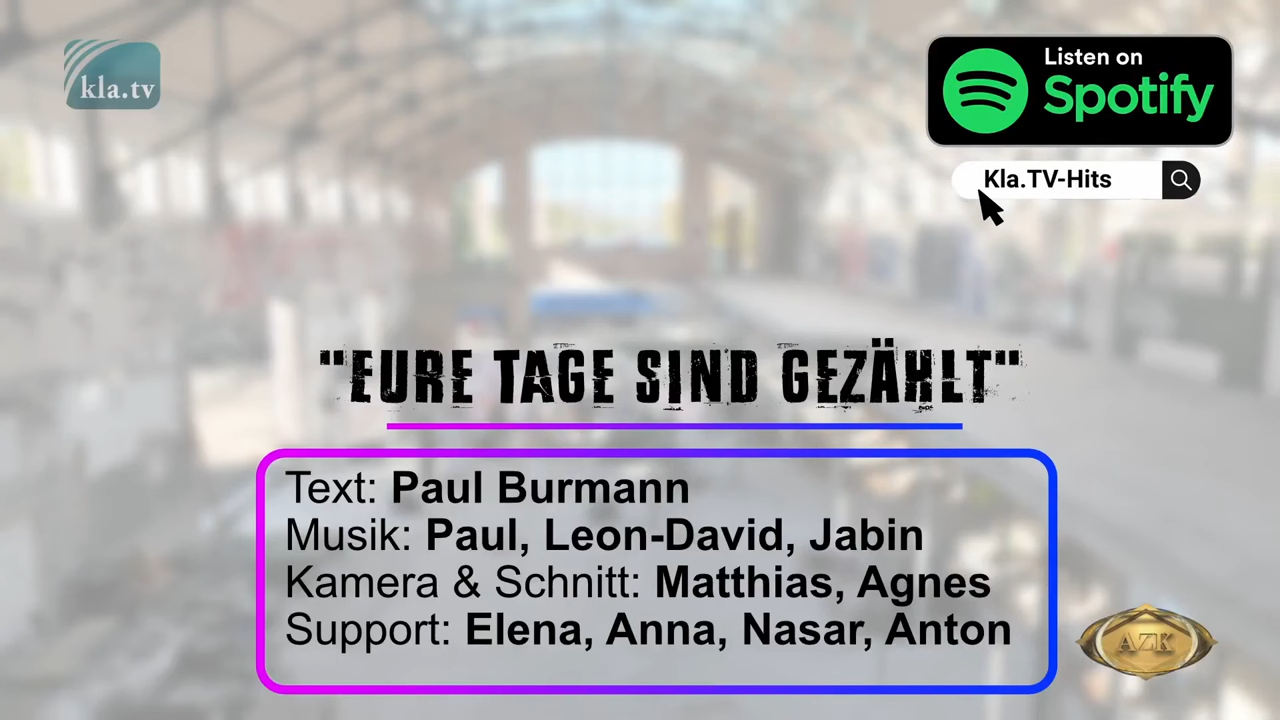 kla.tv
Listen on
Spotify
Kla.TV-Hits
"EURE TAGE SIND GEZÄHLT"
Text: Paul Burmann
Musik: Paul, Leon-David, Jabin
Kamera & Schnitt: Matthias, Agnes
Support: Elena, Anna, Nasar, Anton
AZK